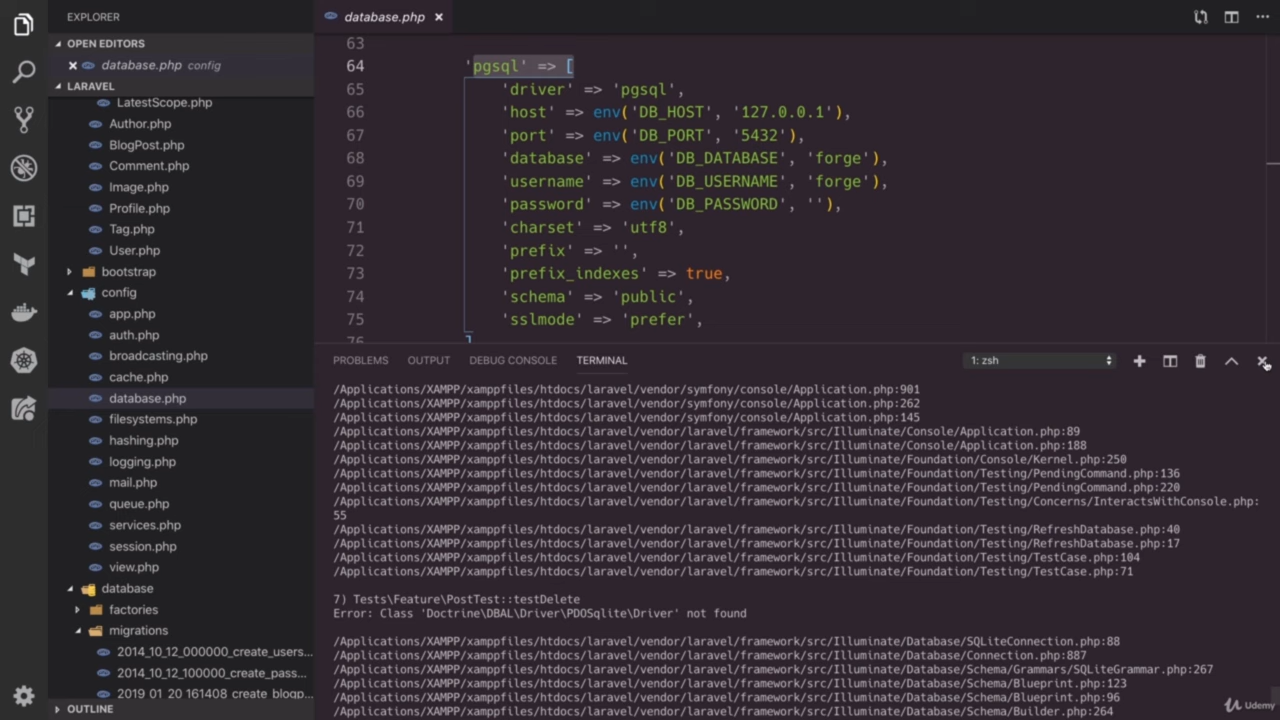 EXPLORER
OPEN EDITORS
database.php config
LARAVEL
LatestScope.php
Author.php
BlogPost.php
Comment.php
Image.php
Profile.php
Tag.php
User.php
bootstrap
config
app.php
auth.php
broadcasting.php
cache.php
database.php
filesystems.php
hashing.php
logging.php
mail.php
queue.php
services.php
session.php
view.php
database
factories
migrations
2014_10_12_000000_create_users...
2014_10_12_100000_create_pass...
2019_01_20_161408_create_blogp...
OUTLINE
database.php
63
64 'pgsql' => [
65 'driver' => 'pgsql',
66 'host' => env('DB_HOST', '127.0.0.1'),
67 'port' => env('DB_PORT', '5432'),
68 'database' => env('DB_DATABASE', 'forge'),
69 'username' => env('DB_USERNAME', 'forge'),
70 'password' => env('DB_PASSWORD', ''),
71 'charset' => 'utf8',
72 'prefix' => '',
73 'prefix_indexes' => true,
74 'schema' => 'public',
75 'sslmode' => 'prefer',
76 ]
PROBLEMS OUTPUT DEBUG CONSOLE TERMINAL 1: zsh
/Applications/XAMPP/xamppfiles/htdocs/laravel/vendor/symfony/console/Application.php:901
/Applications/XAMPP/xamppfiles/htdocs/laravel/vendor/symfony/console/Application.php:262
/Applications/XAMPP/xamppfiles/htdocs/laravel/vendor/symfony/console/Application.php:145
/Applications/XAMPP/xamppfiles/htdocs/laravel/vendor/laravel/framework/src/Illuminate/Console/Application.php:89
/Applications/XAMPP/xamppfiles/htdocs/laravel/vendor/laravel/framework/src/Illuminate/Console/Application.php:188
/Applications/XAMPP/xamppfiles/htdocs/laravel/vendor/laravel/framework/src/Illuminate/Foundation/Console/Kernel.php:250
/Applications/XAMPP/xamppfiles/htdocs/laravel/vendor/laravel/framework/src/Illuminate/Foundation/Testing/PendingCommand.php:136
/Applications/XAMPP/xamppfiles/htdocs/laravel/vendor/laravel/framework/src/Illuminate/Foundation/Testing/PendingCommand.php:220
/Applications/XAMPP/xamppfiles/htdocs/laravel/vendor/laravel/framework/src/Illuminate/Foundation/Testing/Concerns/InteractsWithConsole.php:
55
/Applications/XAMPP/xamppfiles/htdocs/laravel/vendor/laravel/framework/src/Illuminate/Foundation/Testing/RefreshDatabase.php:40
/Applications/XAMPP/xamppfiles/htdocs/laravel/vendor/laravel/framework/src/Illuminate/Foundation/Testing/RefreshDatabase.php:17
/Applications/XAMPP/xamppfiles/htdocs/laravel/vendor/laravel/framework/src/Illuminate/Foundation/Testing/TestCase.php:104
/Applications/XAMPP/xamppfiles/htdocs/laravel/vendor/laravel/framework/src/Illuminate/Foundation/Testing/TestCase.php:71
7) Tests\Feature\PostTest::testDelete
Error: Class 'Doctrine\DBAL\Driver\PDOSqlite\Driver' not found
/Applications/XAMPP/xamppfiles/htdocs/laravel/vendor/laravel/framework/src/Illuminate/Database/SQLiteConnection.php:88
/Applications/XAMPP/xamppfiles/htdocs/laravel/vendor/laravel/framework/src/Illuminate/Database/Connection.php:887
/Applications/XAMPP/xamppfiles/htdocs/laravel/vendor/laravel/framework/src/Illuminate/Database/Schema/Grammars/SQLiteGrammar.php:267
/Applications/XAMPP/xamppfiles/htdocs/laravel/vendor/laravel/framework/src/Illuminate/Database/Schema/Blueprint.php:123
/Applications/XAMPP/xamppfiles/htdocs/laravel/vendor/laravel/framework/src/Illuminate/Database/Schema/Blueprint.php:96
/Applications/XAMPP/xamppfiles/htdocs/laravel/vendor/laravel/framework/src/Illuminate/Database/Schema/Builder.php:264
Udemy